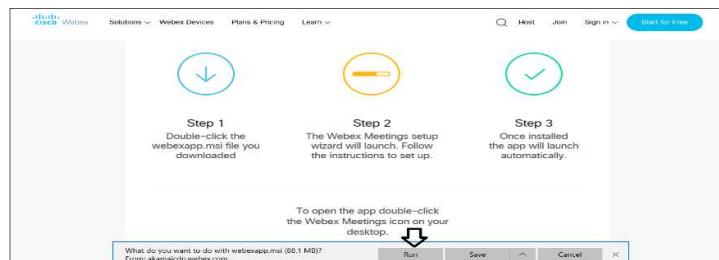 CISCO Webex Solutions Webex Devices Plans & Pricing Learn Host Join Sign in Start for Free
Step 1
Double-click the
webexapp.msi file you
downloaded
Step 2
The Webex Meetings setup
wizard will launch. Follow
the instructions to set up.
Step 3
Once installed
the app will launch
automatically.
To open the app double-click
the Webex Meetings icon on your
desktop.
What do you want to do with webexapp.msi (68.1 MB)?
From: akamaicdn.webex.com
Run Save Cancel